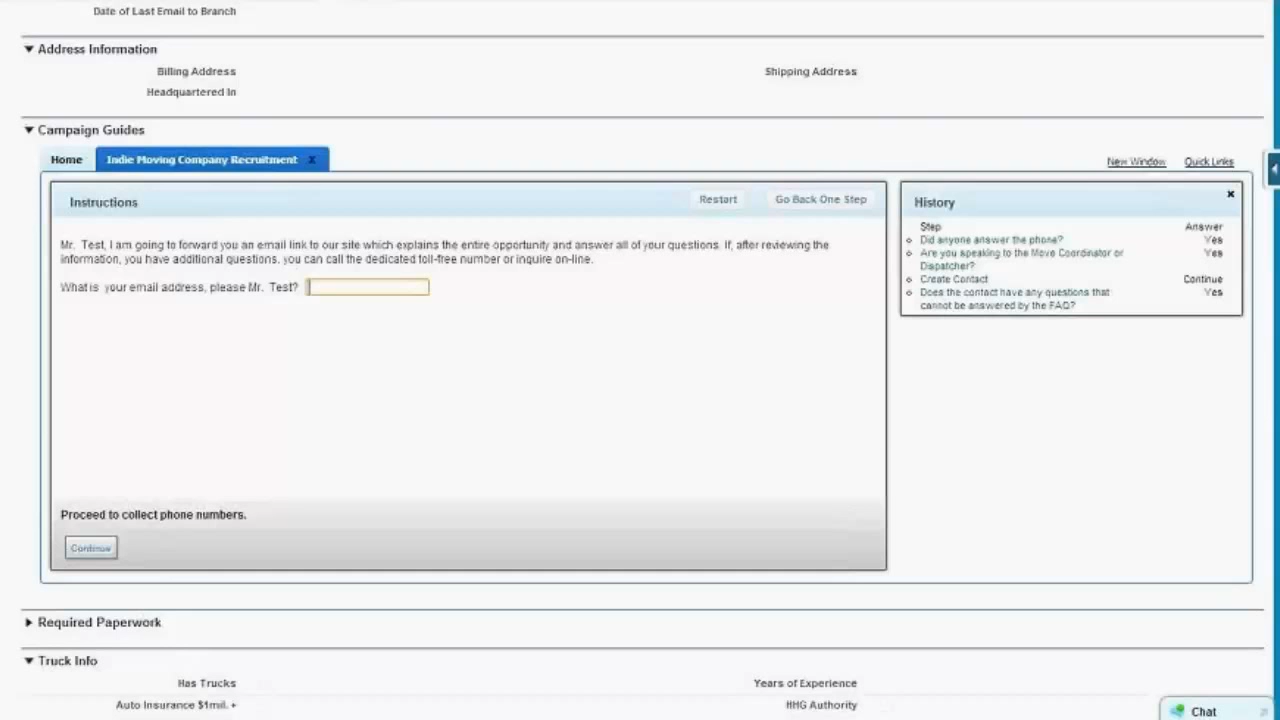 Date of Last Email to Branch
Address Information
Billing Address
Shipping Address
Headquartered In
Campaign Guides
Home
Indie Moving Company Recruitment
x
New Window
Quick Links
Instructions
Restart
Go Back One Step
Mr. Test, I am going to forward you an email link to our site which explains the entire opportunity and answer all of your questions. If, after reviewing the
information, you have additional questions, you can call the dedicated toll-free number or inquire on-line.
What is your email address, please Mr. Test?
Proceed to collect phone numbers.
Continue
History
x
Step Answer
Did anyone answer the phone? Yes
Are you speaking to the Move Coordinator or Yes
Dispatcher?
Create Contact Continue
Does the contact have any questions that Yes
cannot be answered by the FAQ?
Required Paperwork
Truck Info
Has Trucks
Years of Experience
Auto Insurance $1mil. +
HHG Authority
Chat